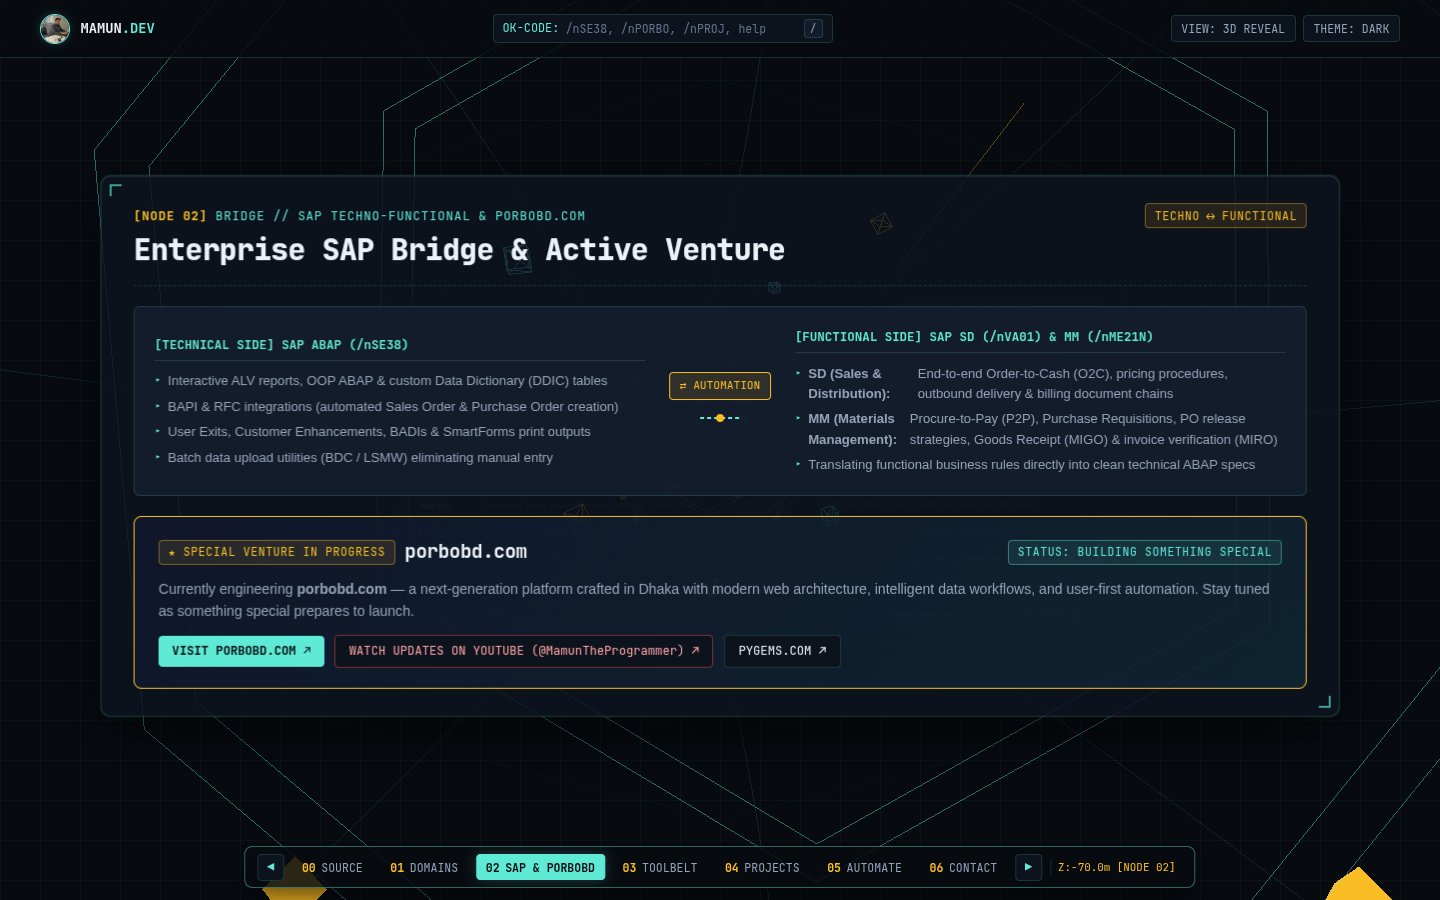 MAMUN.DEV
OK-CODE: /nSE38, /nPORBO, /nPROJ, help /
VIEW: 3D REVEAL
THEME: DARK
[NODE 02] BRIDGE // SAP TECHNO-FUNCTIONAL & PORBOBD.COM
TECHNO ↔ FUNCTIONAL
Enterprise SAP Bridge & Active Venture
[TECHNICAL SIDE] SAP ABAP (/nSE38)
‣ Interactive ALV reports, OOP ABAP & custom Data Dictionary (DDIC) tables
‣ BAPI & RFC integrations (automated Sales Order & Purchase Order creation)
‣ User Exits, Customer Enhancements, BADIs & SmartForms print outputs
‣ Batch data upload utilities (BDC / LSMW) eliminating manual entry
⇄ AUTOMATION
[FUNCTIONAL SIDE] SAP SD (/nVA01) & MM (/nME21N)
‣ SD (Sales & End-to-end Order-to-Cash (O2C), pricing procedures,
Distribution): outbound delivery & billing document chains
‣ MM (Materials Procure-to-Pay (P2P), Purchase Requisitions, PO release
Management): strategies, Goods Receipt (MIGO) & invoice verification (MIRO)
‣ Translating functional business rules directly into clean technical ABAP specs
★ SPECIAL VENTURE IN PROGRESS porbobd.com
STATUS: BUILDING SOMETHING SPECIAL
Currently engineering porbobd.com — a next-generation platform crafted in Dhaka with modern web architecture, intelligent data workflows, and user-first automation. Stay tuned
as something special prepares to launch.
VISIT PORBOBD.COM ↗
WATCH UPDATES ON YOUTUBE (@MamunTheProgrammer) ↗
PYGEMS.COM ↗
◀ 00 SOURCE 01 DOMAINS 02 SAP & PORBOBD 03 TOOLBELT 04 PROJECTS 05 AUTOMATE 06 CONTACT ▶ Z:-70.0m [NODE 02]